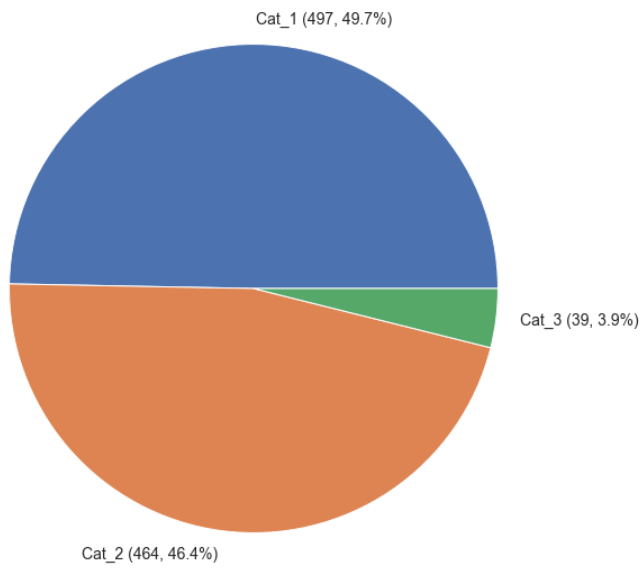 Cat_1 (497, 49.7%)
Cat_3 (39, 3.9%)
Cat_2 (464, 46.4%)